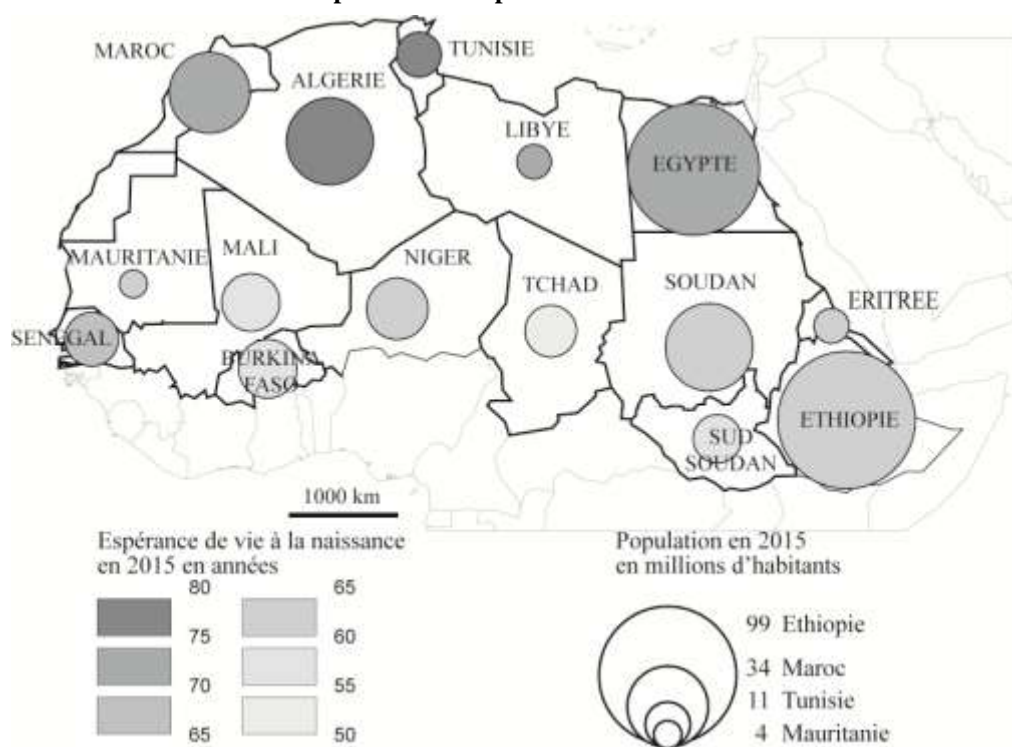 MAROC
TUNISIE
ALGERIE
LIBYE
EGYPTE
MAURITANIE
MALI
NIGER
TCHAD
SOUDAN
ERITREE
SENEGAL
BURKINA
FASO
ETHIOPIE
SUD
SOUDAN
1000 km
Espérance de vie à la naissance
en 2015 en années
80
75
70
65
65
60
55
50
Population en 2015
en millions d'habitants
99 Ethiopie
34 Maroc
11 Tunisie
4 Mauritanie